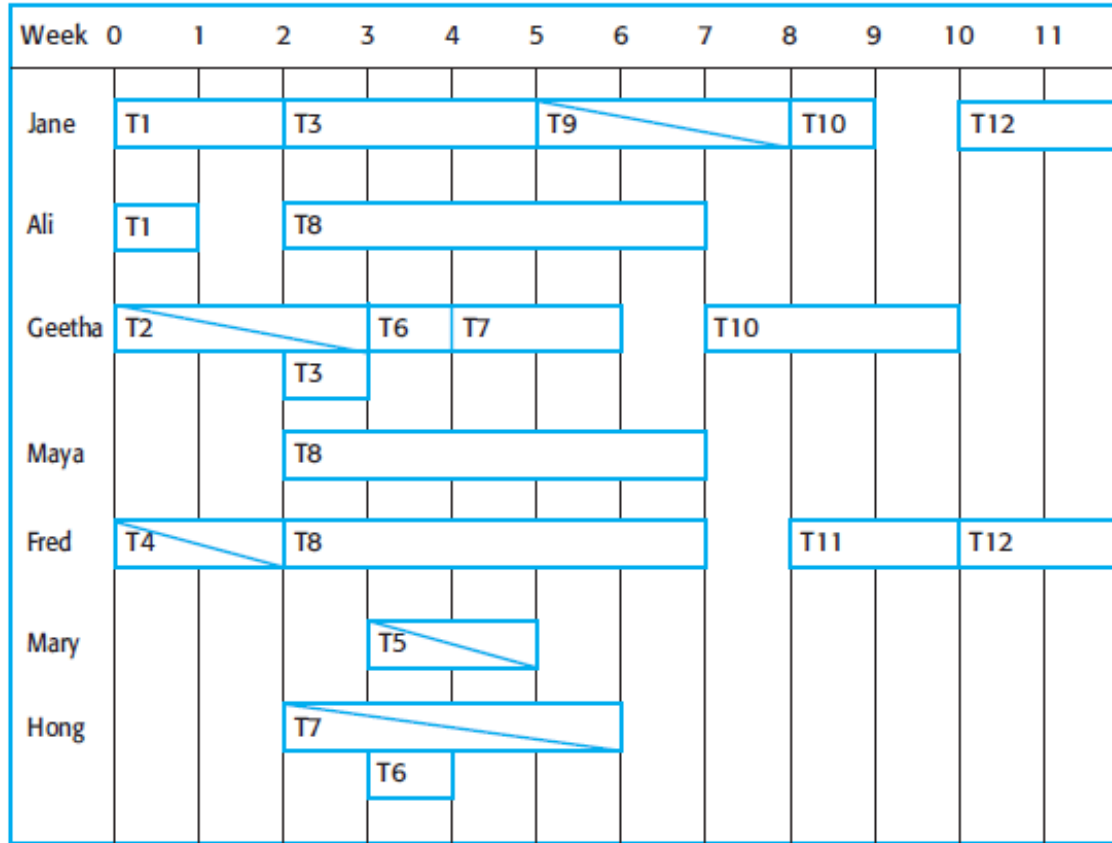 Week 0 1 2 3 4 5 6 7 8 9 10 11
Jane T1 T3 T9 T10 T12
Ali T1 T8
Geetha T2 T6 T7 T10
T3
Maya T8
Fred T4 T8 T11 T12
Mary T5
Hong T7
T6